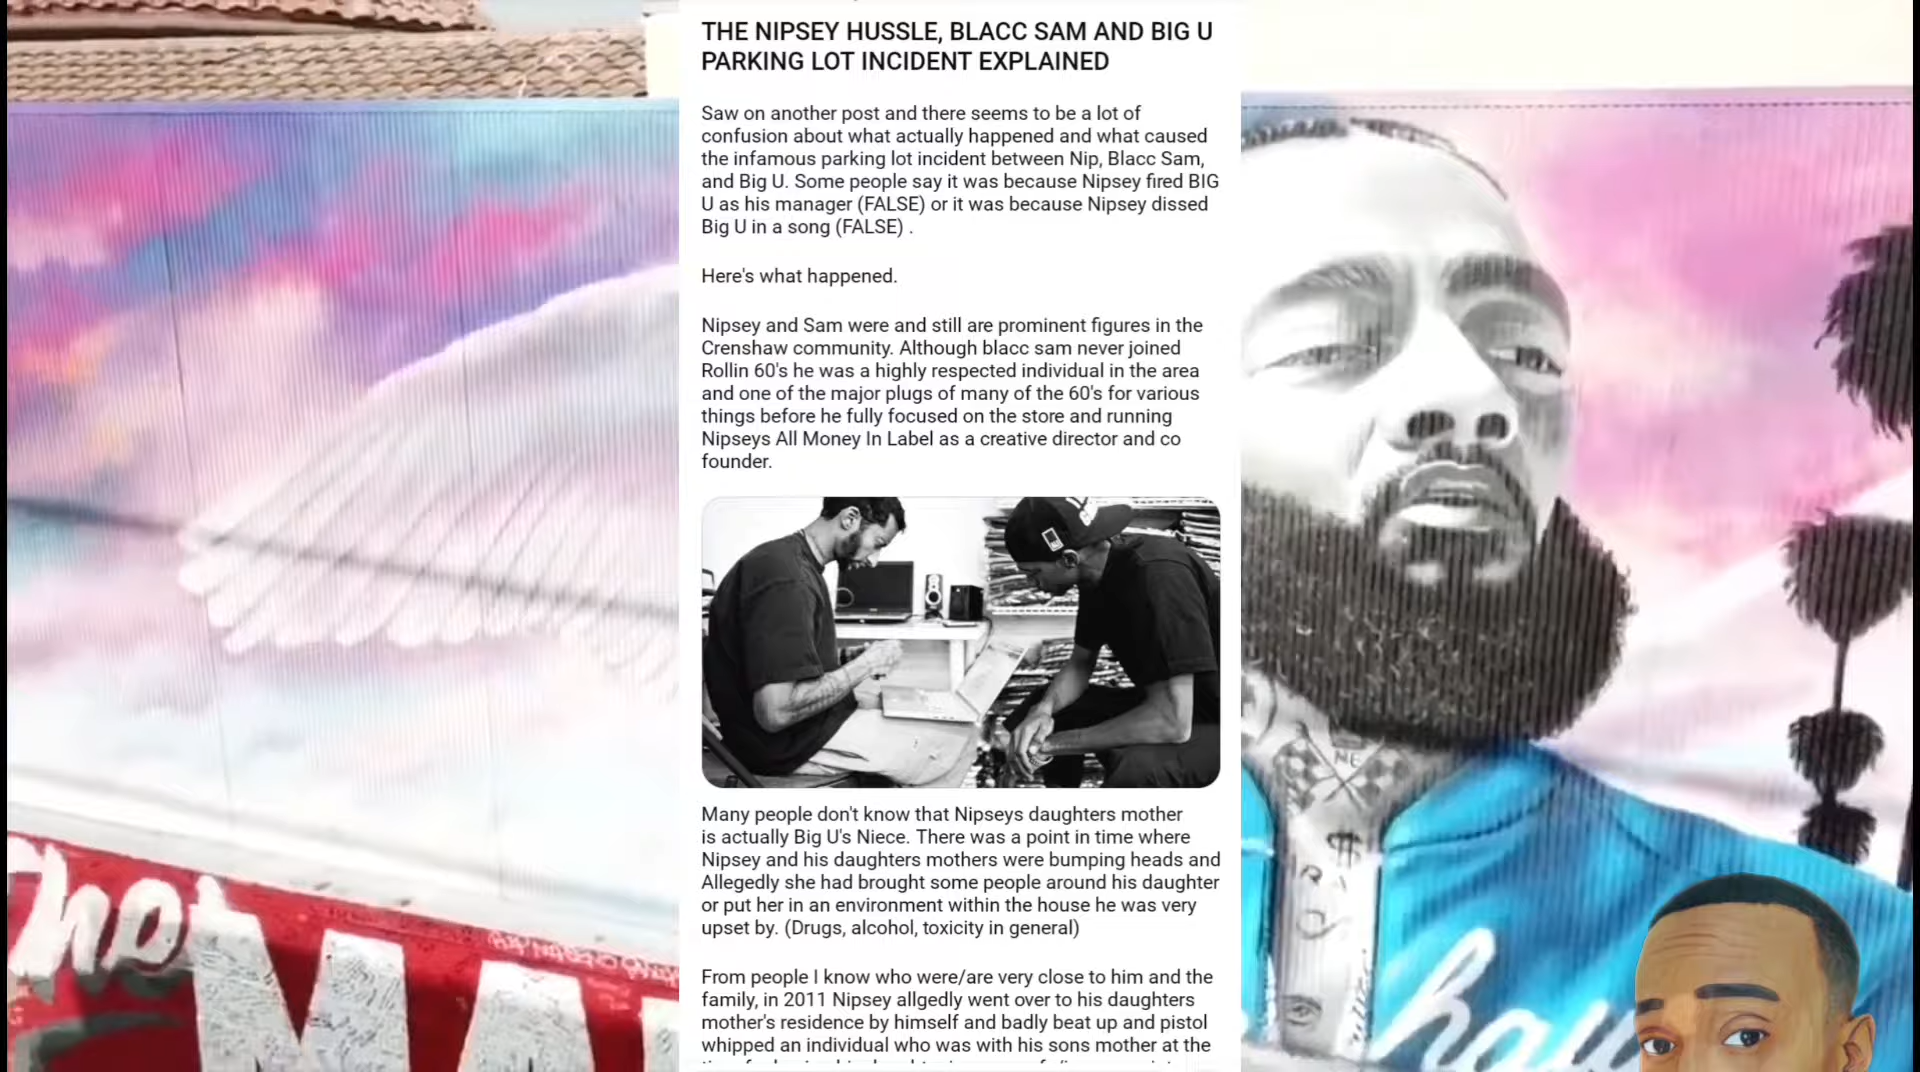 THE NIPSEY HUSSLE, BLACC SAM AND BIG U
PARKING LOT INCIDENT EXPLAINED
Saw on another post and there seems to be a lot of
confusion about what actually happened and what caused
the infamous parking lot incident between Nip, Blacc Sam,
and Big U. Some people say it was because Nipsey fired BIG
U as his manager (FALSE) or it was because Nipsey dissed
Big U in a song (FALSE) .
Here's what happened.
Nipsey and Sam were and still are prominent figures in the
Crenshaw community. Although blacc sam never joined
Rollin 60's he was a highly respected individual in the area
and one of the major plugs of many of the 60's for various
things before he fully focused on the store and running
Nipseys All Money In Label as a creative director and co
founder.
Many people don't know that Nipseys daughters mother
is actually Big U's Niece. There was a point in time where
Nipsey and his daughters mothers were bumping heads and
Allegedly she had brought some people around his daughter
or put her in an environment within the house he was very
upset by. (Drugs, alcohol, toxicity in general)
From people I know who were/are very close to him and the
family, in 2011 Nipsey allgedly went over to his daughters
mother's residence by himself and badly beat up and pistol
whipped an individual who was with his sons mother at the
The
MA